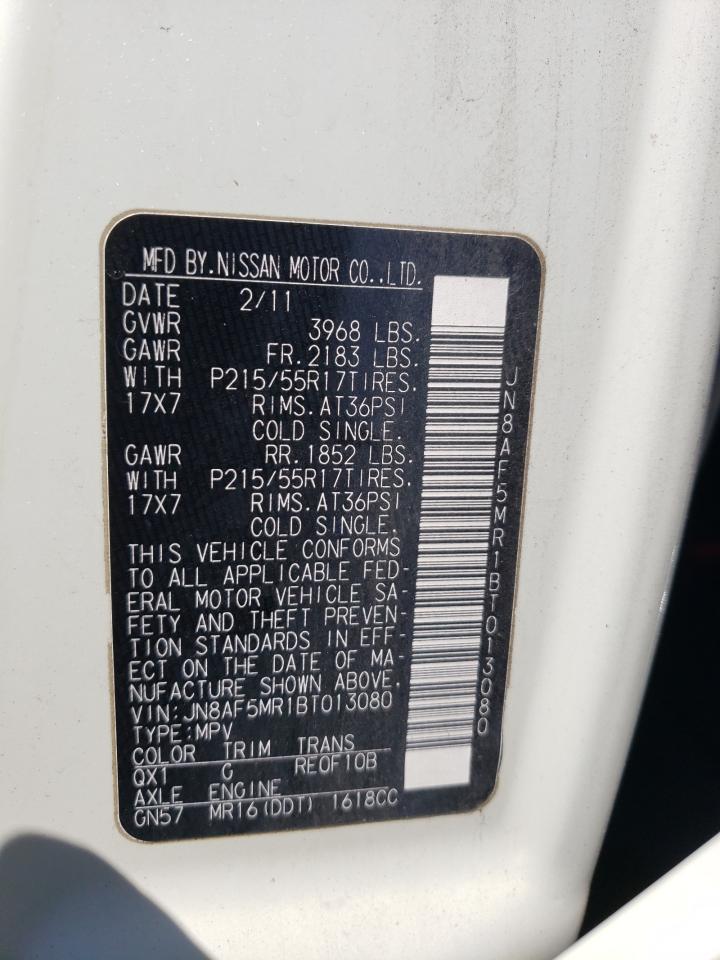 MFD BY.NISSAN MOTOR CO.,LTD.
DATE 2/11
GVWR 3968 LBS.
GAWR FR.2183 LBS.
WITH P215/55R17TIRES.
17X7 RIMS.AT36PSI
COLD SINGLE.
GAWR RR.1852 LBS.
WITH P215/55R17TIRES.
17X7 RIMS.AT36PSI
COLD SINGLE.
THIS VEHICLE CONFORMS
TO ALL APPLICABLE FED-
ERAL MOTOR VEHICLE SA-
FETY AND THEFT PREVEN-
TION STANDARDS IN EFF-
ECT ON THE DATE OF MA-
NUFACTURE SHOWN ABOVE.
VIN:JN8AF5MR1BT013080
TYPE:MPV
COLOR TRIM TRANS
QX1 C RE0F10B
AXLE ENGINE
GN57 MR16(DDT) 1618CC
JN8AF5MR1BT013080